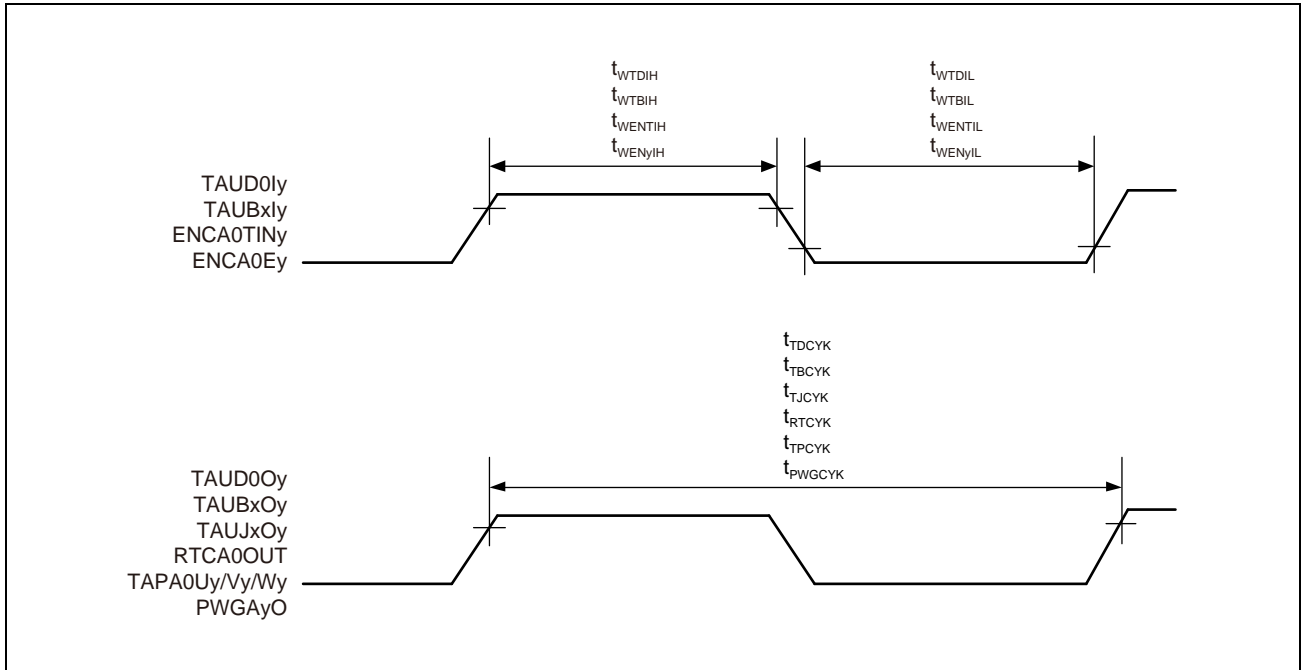 tWTDIH
tWTBIH
tWENTIH
tWENyIH
tWTDIL
tWTBIL
tWENTIL
tWENyIL
TAUD0Iy
TAUBxIy
ENCA0TINy
ENCA0Ey
tTDCYK
tTBCYK
tTJCYK
tRTCYK
tTPCYK
tPWGCYK
TAUD0Oy
TAUBxOy
TAUJxOy
RTCA0OUT
TAPA0Uy/Vy/Wy
PWGAyO